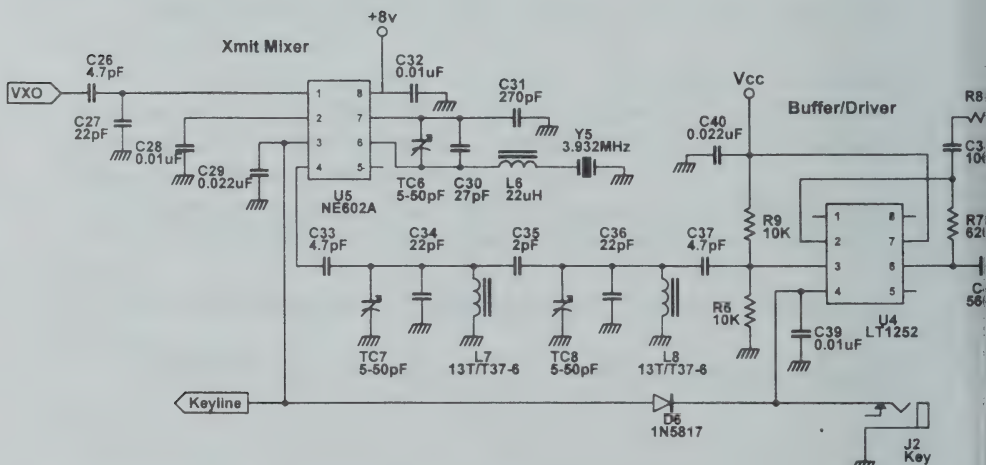 +8v
Xmit Mixer
C26
4.7pF
C32
0.01uF
VXO
C31
270pF
Vcc
Buffer/Driver
R8
C27
22pF
1
2
3
4
8
7
6
5
C40
0.022uF
Y5
3.932MHz
C28
0.01uF
C29
0.022uF
U5
NE602A
TC6
5-50pF
C30
27pF
L6
22uH
R9
10K
1
2
3
4
8
7
6
5
C33
4.7pF
C34
22pF
C35
2pF
C36
22pF
C37
4.7pF
R6
10K
U4
LT1252
C39
0.01uF
TC7
5-50pF
L7
13T/T37-6
TC8
5-50pF
L8
13T/T37-6
Keyline
D6
1N5817
J2
Key